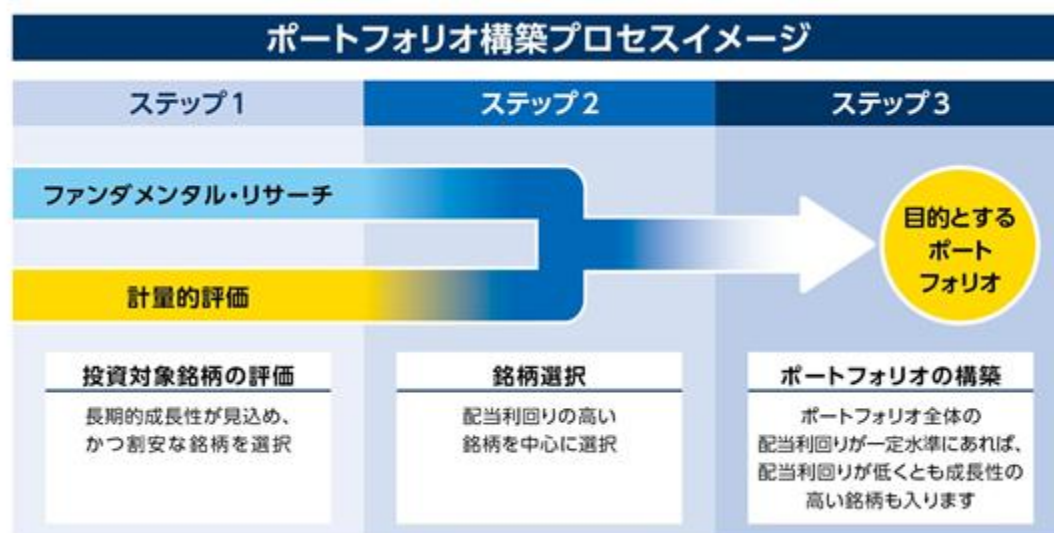 ポートフォリオ構築プロセスイメージ
ステップ1
ステップ2
ステップ3
ファンダメンタル・リサーチ
計量的評価
目的とする
ポート
フォリオ
投資対象銘柄の評価
長期的成長性が見込め、
かつ割安な銘柄を選択
銘柄選択
配当利回りの高い
銘柄を中心に選択
ポートフォリオの構築
ポートフォリオ全体の
配当利回りが一定水準にあれば、
配当利回りが低くとも成長性の
高い銘柄も入ります